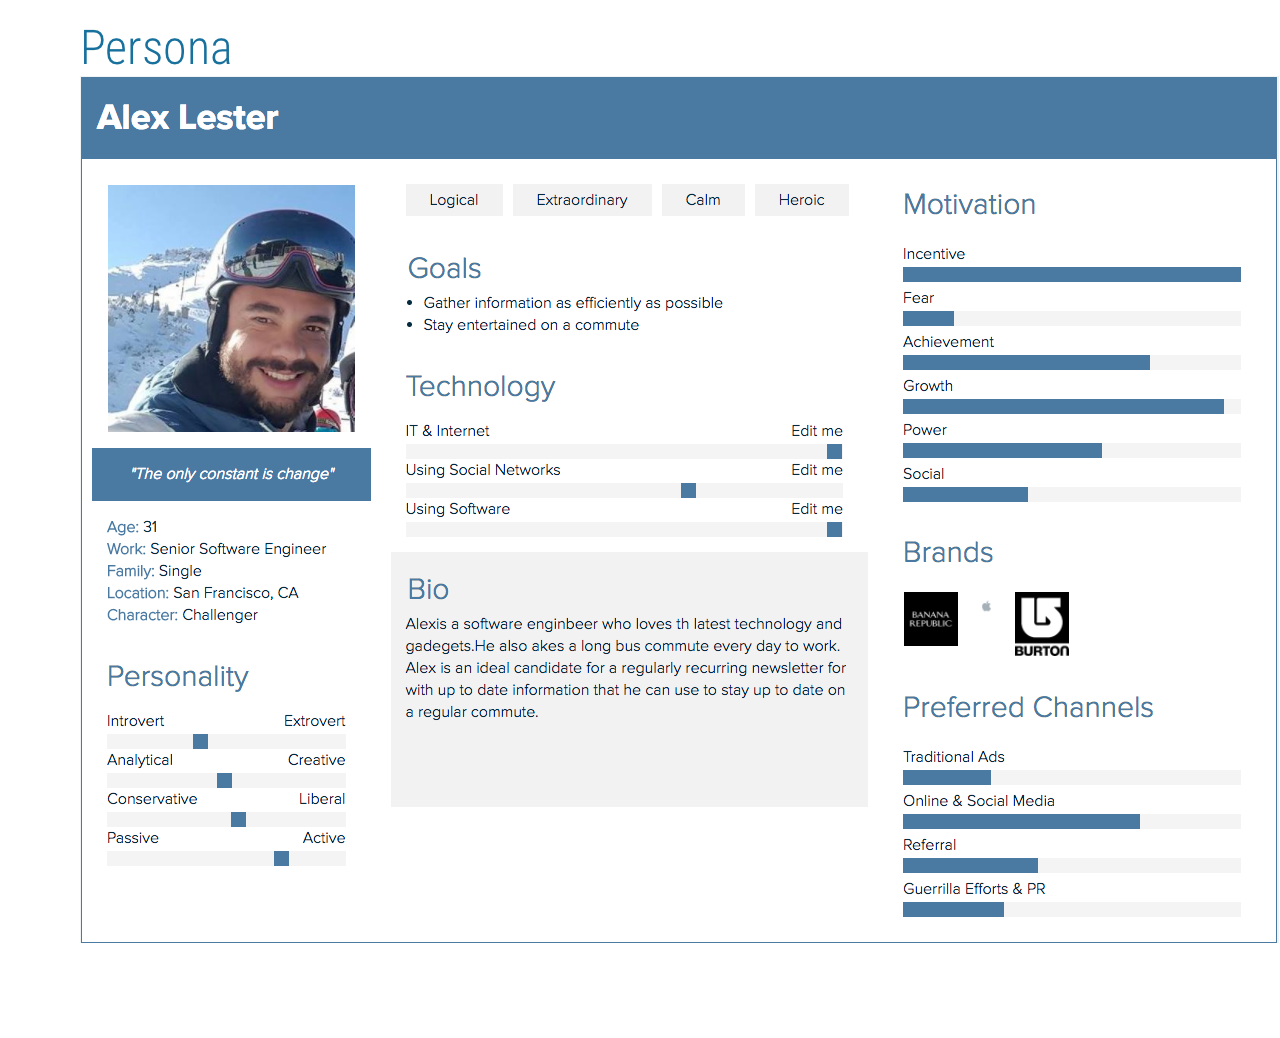 Persona
Alex Lester
"The only constant is change"
Age: 31
Work: Senior Software Engineer
Family: Single
Location: San Francisco, CA
Character: Challenger
Personality
Introvert Extrovert
Analytical Creative
Conservative Liberal
Passive Active
Logical Extraordinary Calm Heroic
Goals
• Gather information as efficiently as possible
• Stay entertained on a commute
Technology
IT & Internet Edit me
Using Social Networks Edit me
Using Software Edit me
Bio
Alexis a software enginbeer who loves th latest technology and
gadegets.He also akes a long bus commute every day to work.
Alex is an ideal candidate for a regularly recurring newsletter for
with up to date information that he can use to stay up to date on
a regular commute.
Motivation
Incentive
Fear
Achievement
Growth
Power
Social
Brands
BANANA
REPUBLIC
BURTON
Preferred Channels
Traditional Ads
Online & Social Media
Referral
Guerrilla Efforts & PR